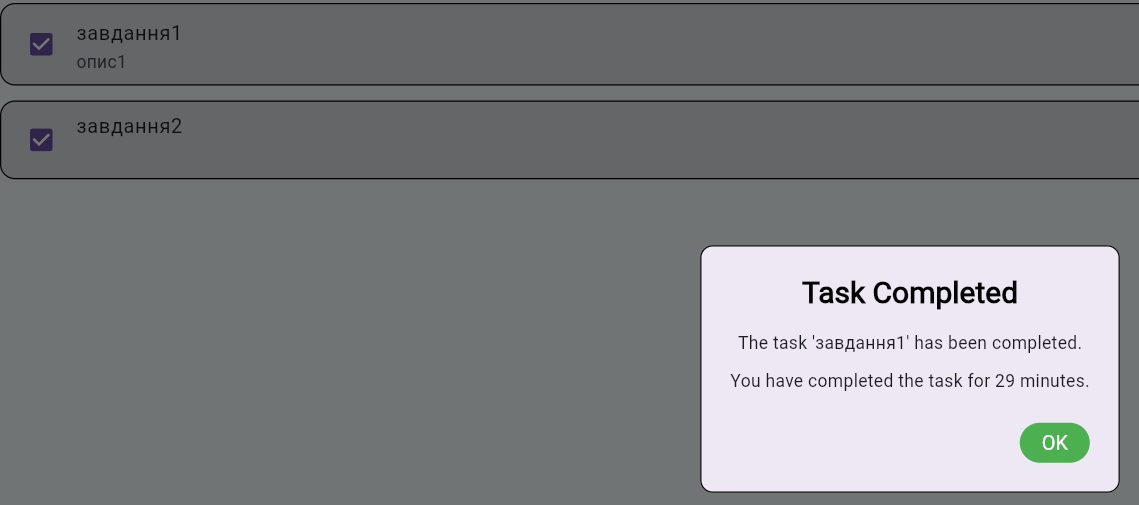 завдання1
опис1
завдання2
Task Completed
The task 'завдання1' has been completed.
You have completed the task for 29 minutes.
OK